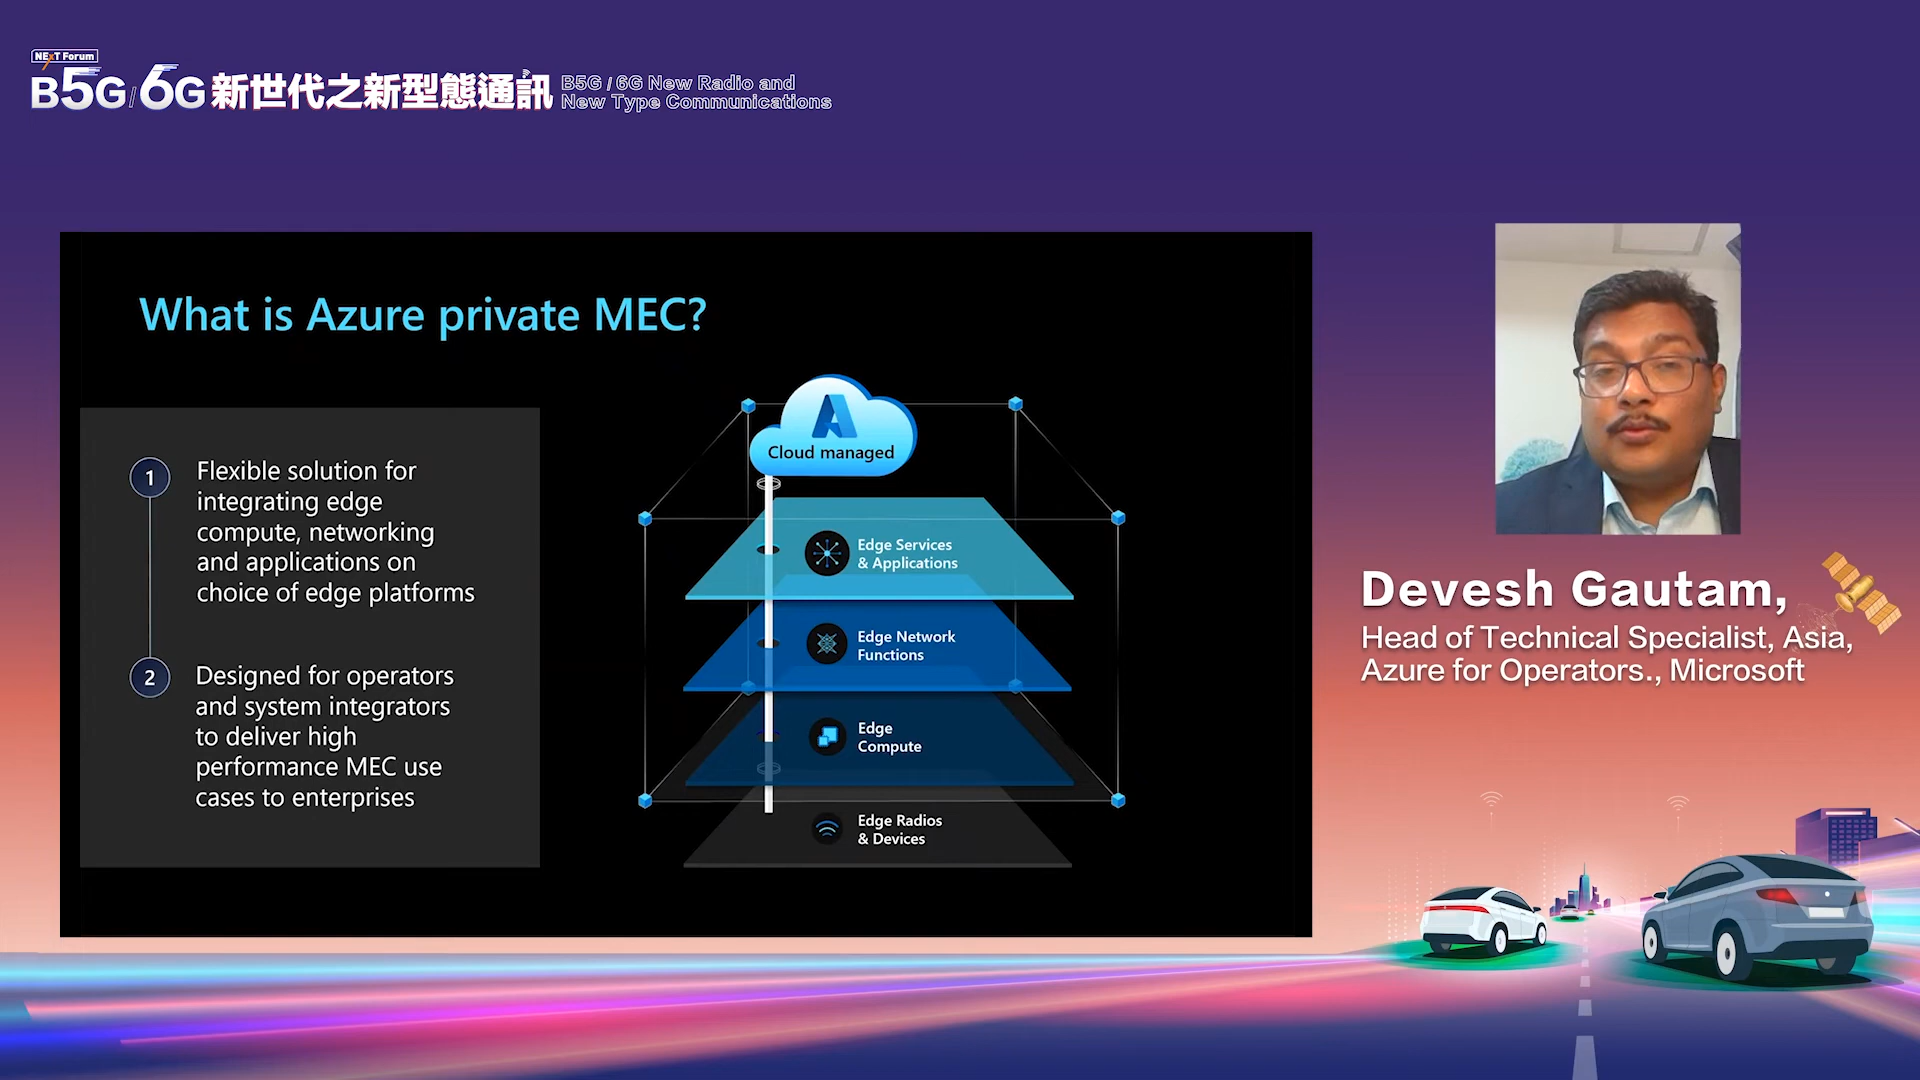 NExT Forum
B5G/6G新世代之新型態通訊
B5G/6G New Radio and
New Type Communications
What is Azure private MEC?
1
Flexible solution for
integrating edge
compute, networking
and applications on
choice of edge platforms
2
Designed for operators
and system integrators
to deliver high
performance MEC use
cases to enterprises
Cloud managed
Edge Services
& Applications
Edge Network
Functions
Edge
Compute
Edge Radios
& Devices
Devesh Gautam,
Head of Technical Specialist, Asia,
Azure for Operators., Microsoft